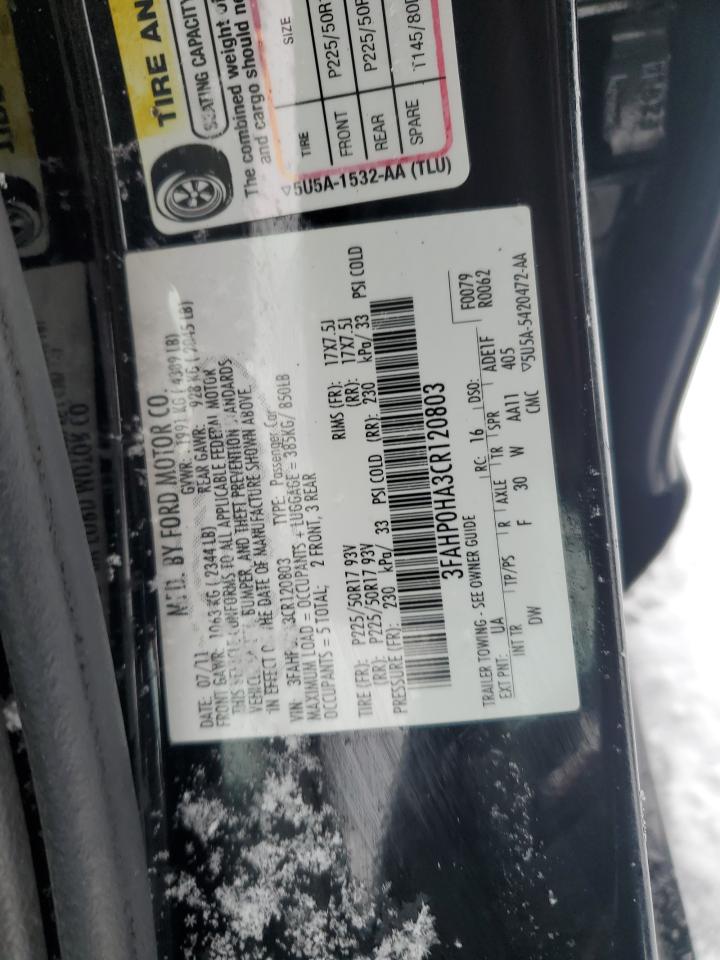 TIRE AN
SEATING CAPACITY
The combined weight of
and cargo should ne
TIRE SIZE
FRONT P225/50R1
REAR P225/50R
SPARE T145/80D
▽5U5A-1532-AA (TLU)
MFD. BY FORD MOTOR CO.
DATE: 07/11 GVWR: 1991 KG ( 4389 LB)
FRONT GAWR: 1063 KG ( 2344 LB) REAR GAWR: 928 KG ( 2045 LB)
THIS VEHICLE CONFORMS TO ALL APPLICABLE FEDERAL MOTOR
BUMPER, AND THEFT PREVENTION STANDARDS
IN EFFECT THE DATE OF MANUFACTURE SHOWN ABOVE.
VIN: 3FAHP 3CR120803 TYPE: Passenger Car
MAXIMUM LOAD = OCCUPANTS + LUGGAGE = 385KG/ 850LB
OCCUPANTS = 5 TOTAL; 2 FRONT, 3 REAR
TIRE (FR): P225/50R17 93V RIMS (FR): 17X7.5J
(RR): P225/50R17 93V (RR): 17X7.5J
PRESSURE (FR): 230 kPa/ 33 PSI COLD (RR): 230 kPa/ 33 PSI COLD
3FAHP0HA3CR120803
TRAILER TOWING - SEE OWNER GUIDE RC: 16 DSO: F0079
R0062
EXT PNT: UA INT TR TP/PS R AXLE TR SPR ADE1F
DW F 30 W AA11 405
CMC ▽5U5A-5420472-AA